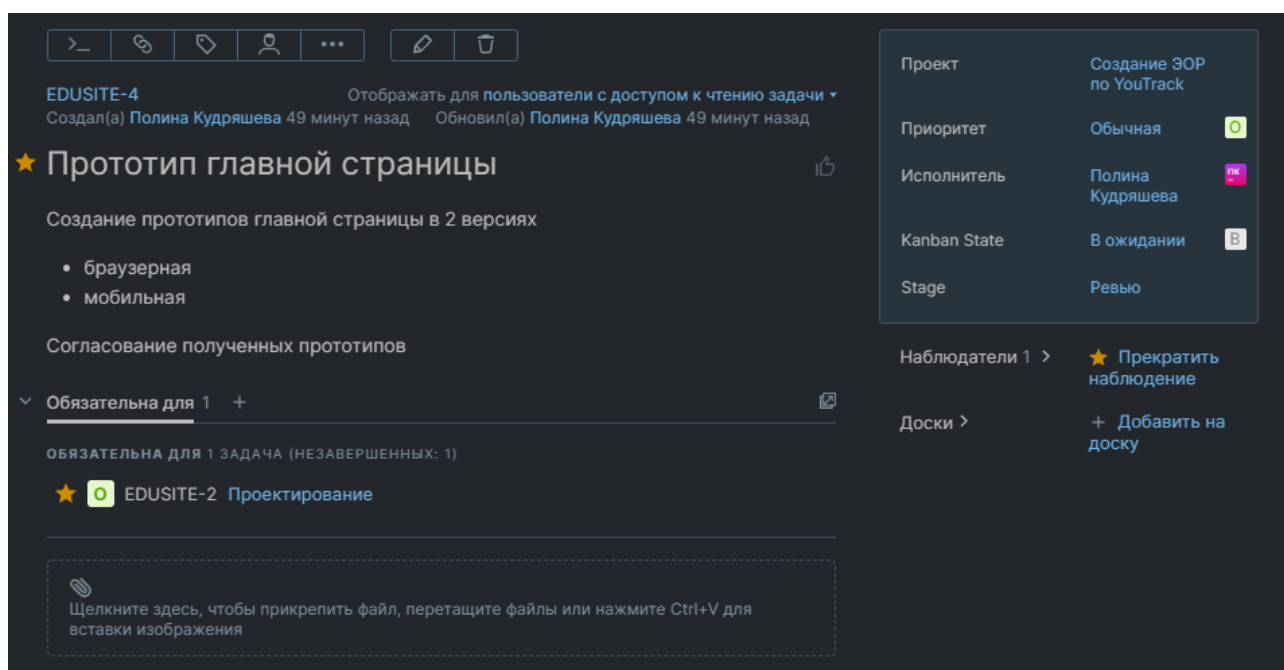 EDUSITE-4
Отображать для пользователи с доступом к чтению задачи
Создал(а) Полина Кудряшева 49 минут назад Обновил(а) Полина Кудряшева 49 минут назад
Прототип главной страницы
Создание прототипов главной страницы в 2 версиях
• браузерная
• мобильная
Согласование полученных прототипов
Обязательна для 1 +
ОБЯЗАТЕЛЬНА ДЛЯ 1 ЗАДАЧА (НЕЗАВЕРШЕННЫХ: 1)
О EDUSITE-2 Проектирование
Щелкните здесь, чтобы прикрепить файл, перетащите файлы или нажмите Ctrl+V для
вставки изображения
Проект Создание ЭОР
по YouTrack
Приоритет Обычная О
Исполнитель Полина ПК
Кудряшева
Kanban State В ожидании В
Stage Ревью
Наблюдатели 1 > Прекратить
наблюдение
Доски > + Добавить на
доску